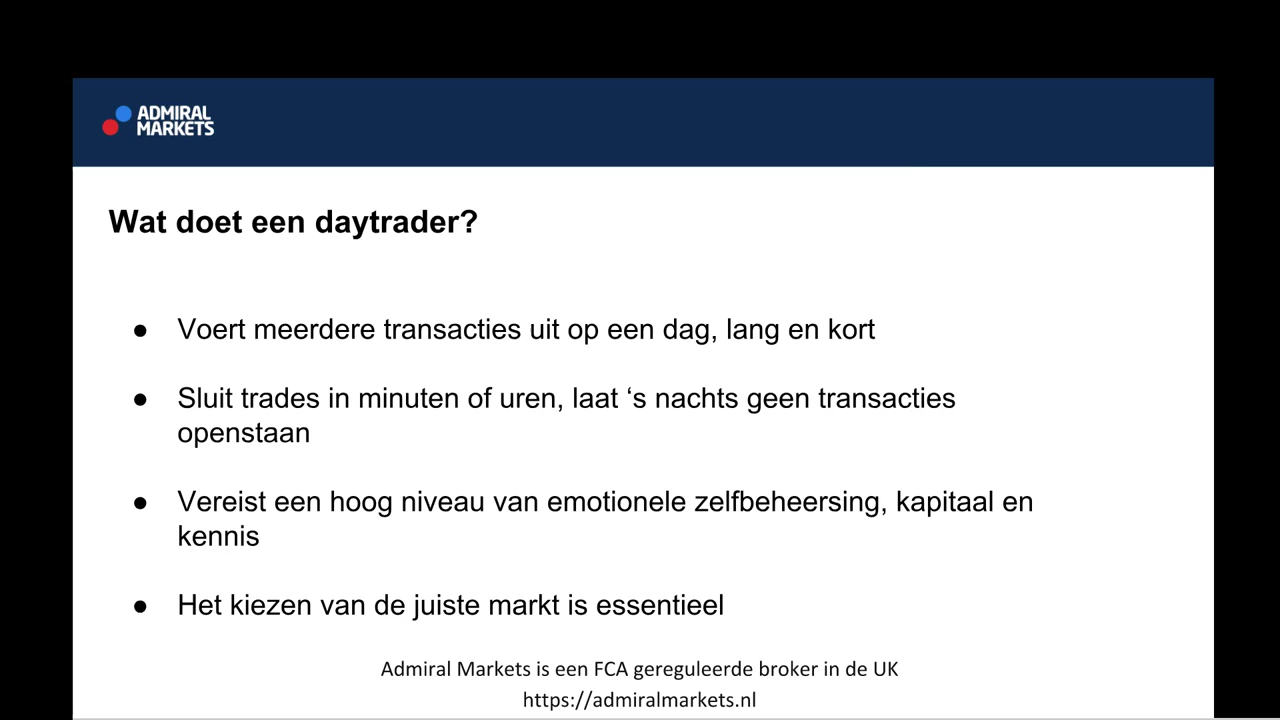 ADMIRAL
MARKETS
Wat doet een daytrader?
● Voert meerdere transacties uit op een dag, lang en kort
● Sluit trades in minuten of uren, laat ‘s nachts geen transacties
openstaan
● Vereist een hoog niveau van emotionele zelfbeheersing, kapitaal en
kennis
● Het kiezen van de juiste markt is essentieel
Admiral Markets is een FCA gereguleerde broker in de UK
https://admiralmarkets.nl